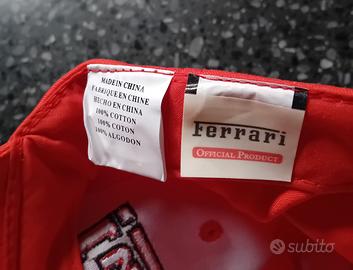 MADE IN CHINA
FABRIQUE EN CHINE
HECHO EN CHINA
100% COTTON
100% COTON
100% ALGODON
Ferrari
OFFICIAL PRODUCT
subito